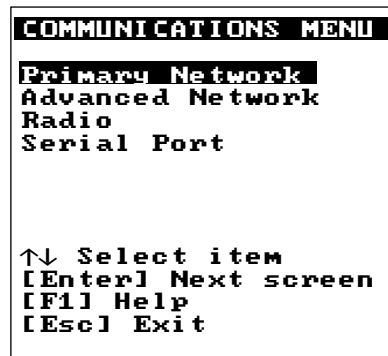 COMMUNICATIONS MENU
Primary Network
Advanced Network
Radio
Serial Port
↑↓ Select item
[Enter] Next screen
[F1] Help
[Esc] Exit